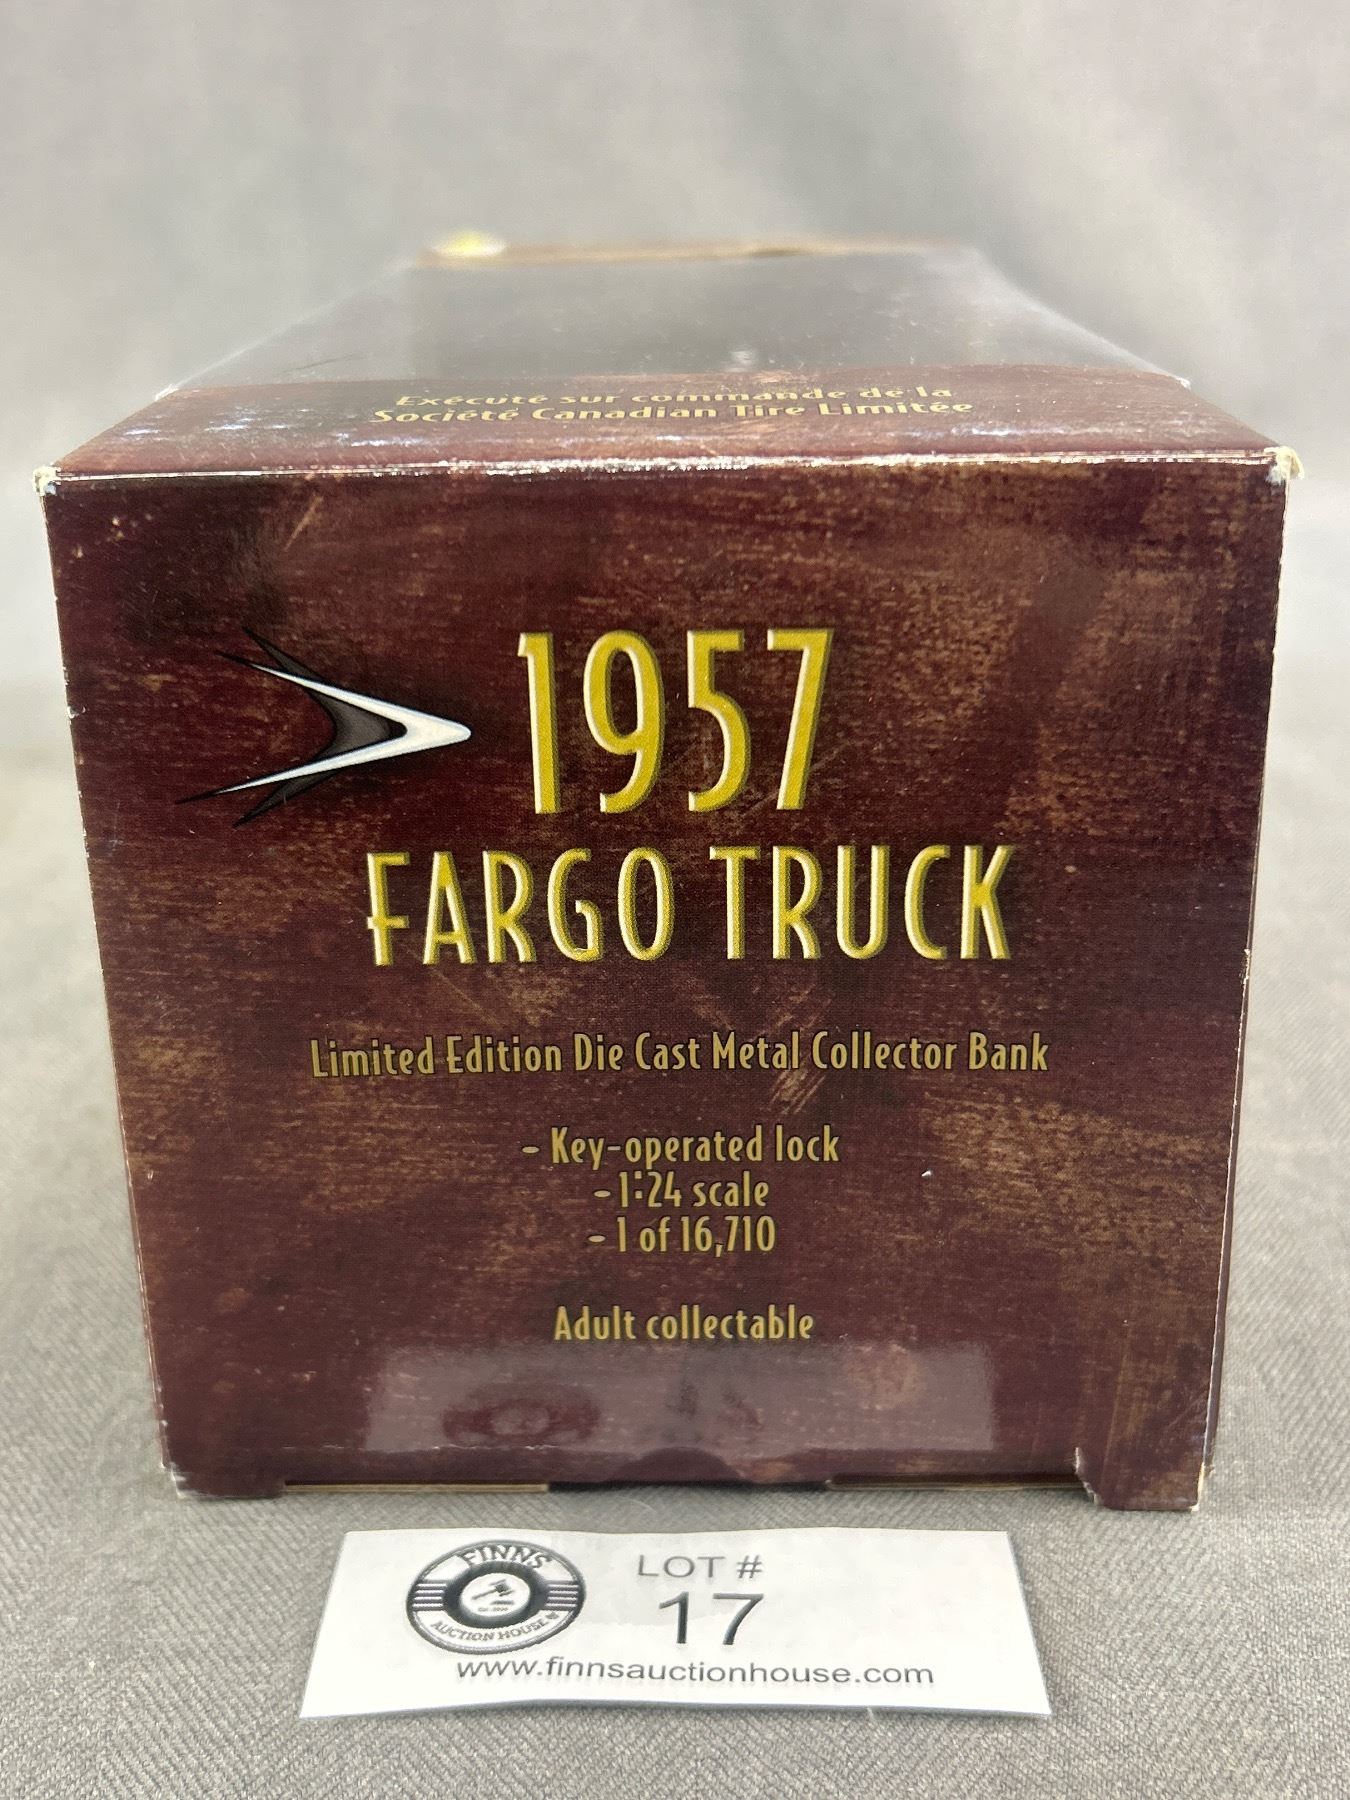 Exécuté sur commande de la
Société Canadian Tire Limitée
1957
FARGO TRUCK
Limited Edition Die Cast Metal Collector Bank
- Key-operated lock
- 1:24 scale
- 1 of 16,710
Adult collectable
FINNS
AUCTION HOUSE
LOT #
17
www.finnsauctionhouse.com